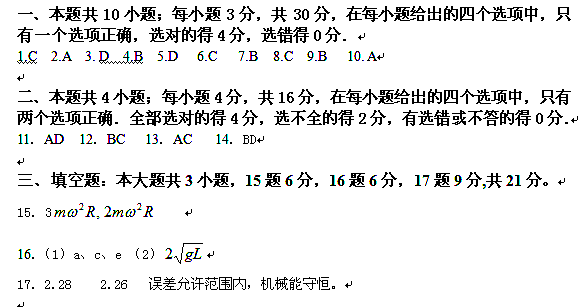 一、本题共 10 小题；每小题 3 分，共 30 分，在每小题给出的四个选项中，只
有一个选项正确，选对的得 4 分，选错得 0 分．
1.C 2.A 3. D 4.B 5.D 6.C 7.B 8.C 9.B 10. A
二、本题共 4 小题；每小题 4 分，共 16 分，在每小题给出的四个选项中，只有
两个选项正确．全部选对的得 4 分，选不全的得 2 分，有选错或不答的得 0 分．
11. AD 12. BC 13. AC 14. BD
三、填空题：本大题共 3 小题，15 题 6 分，16 题 6 分，17 题 9 分,共 21 分。
15. 3mω²R, 2mω²R
16.（1）a、c、e（2）2√gL
17. 2.28 2.26 误差允许范围内，机械能守恒。